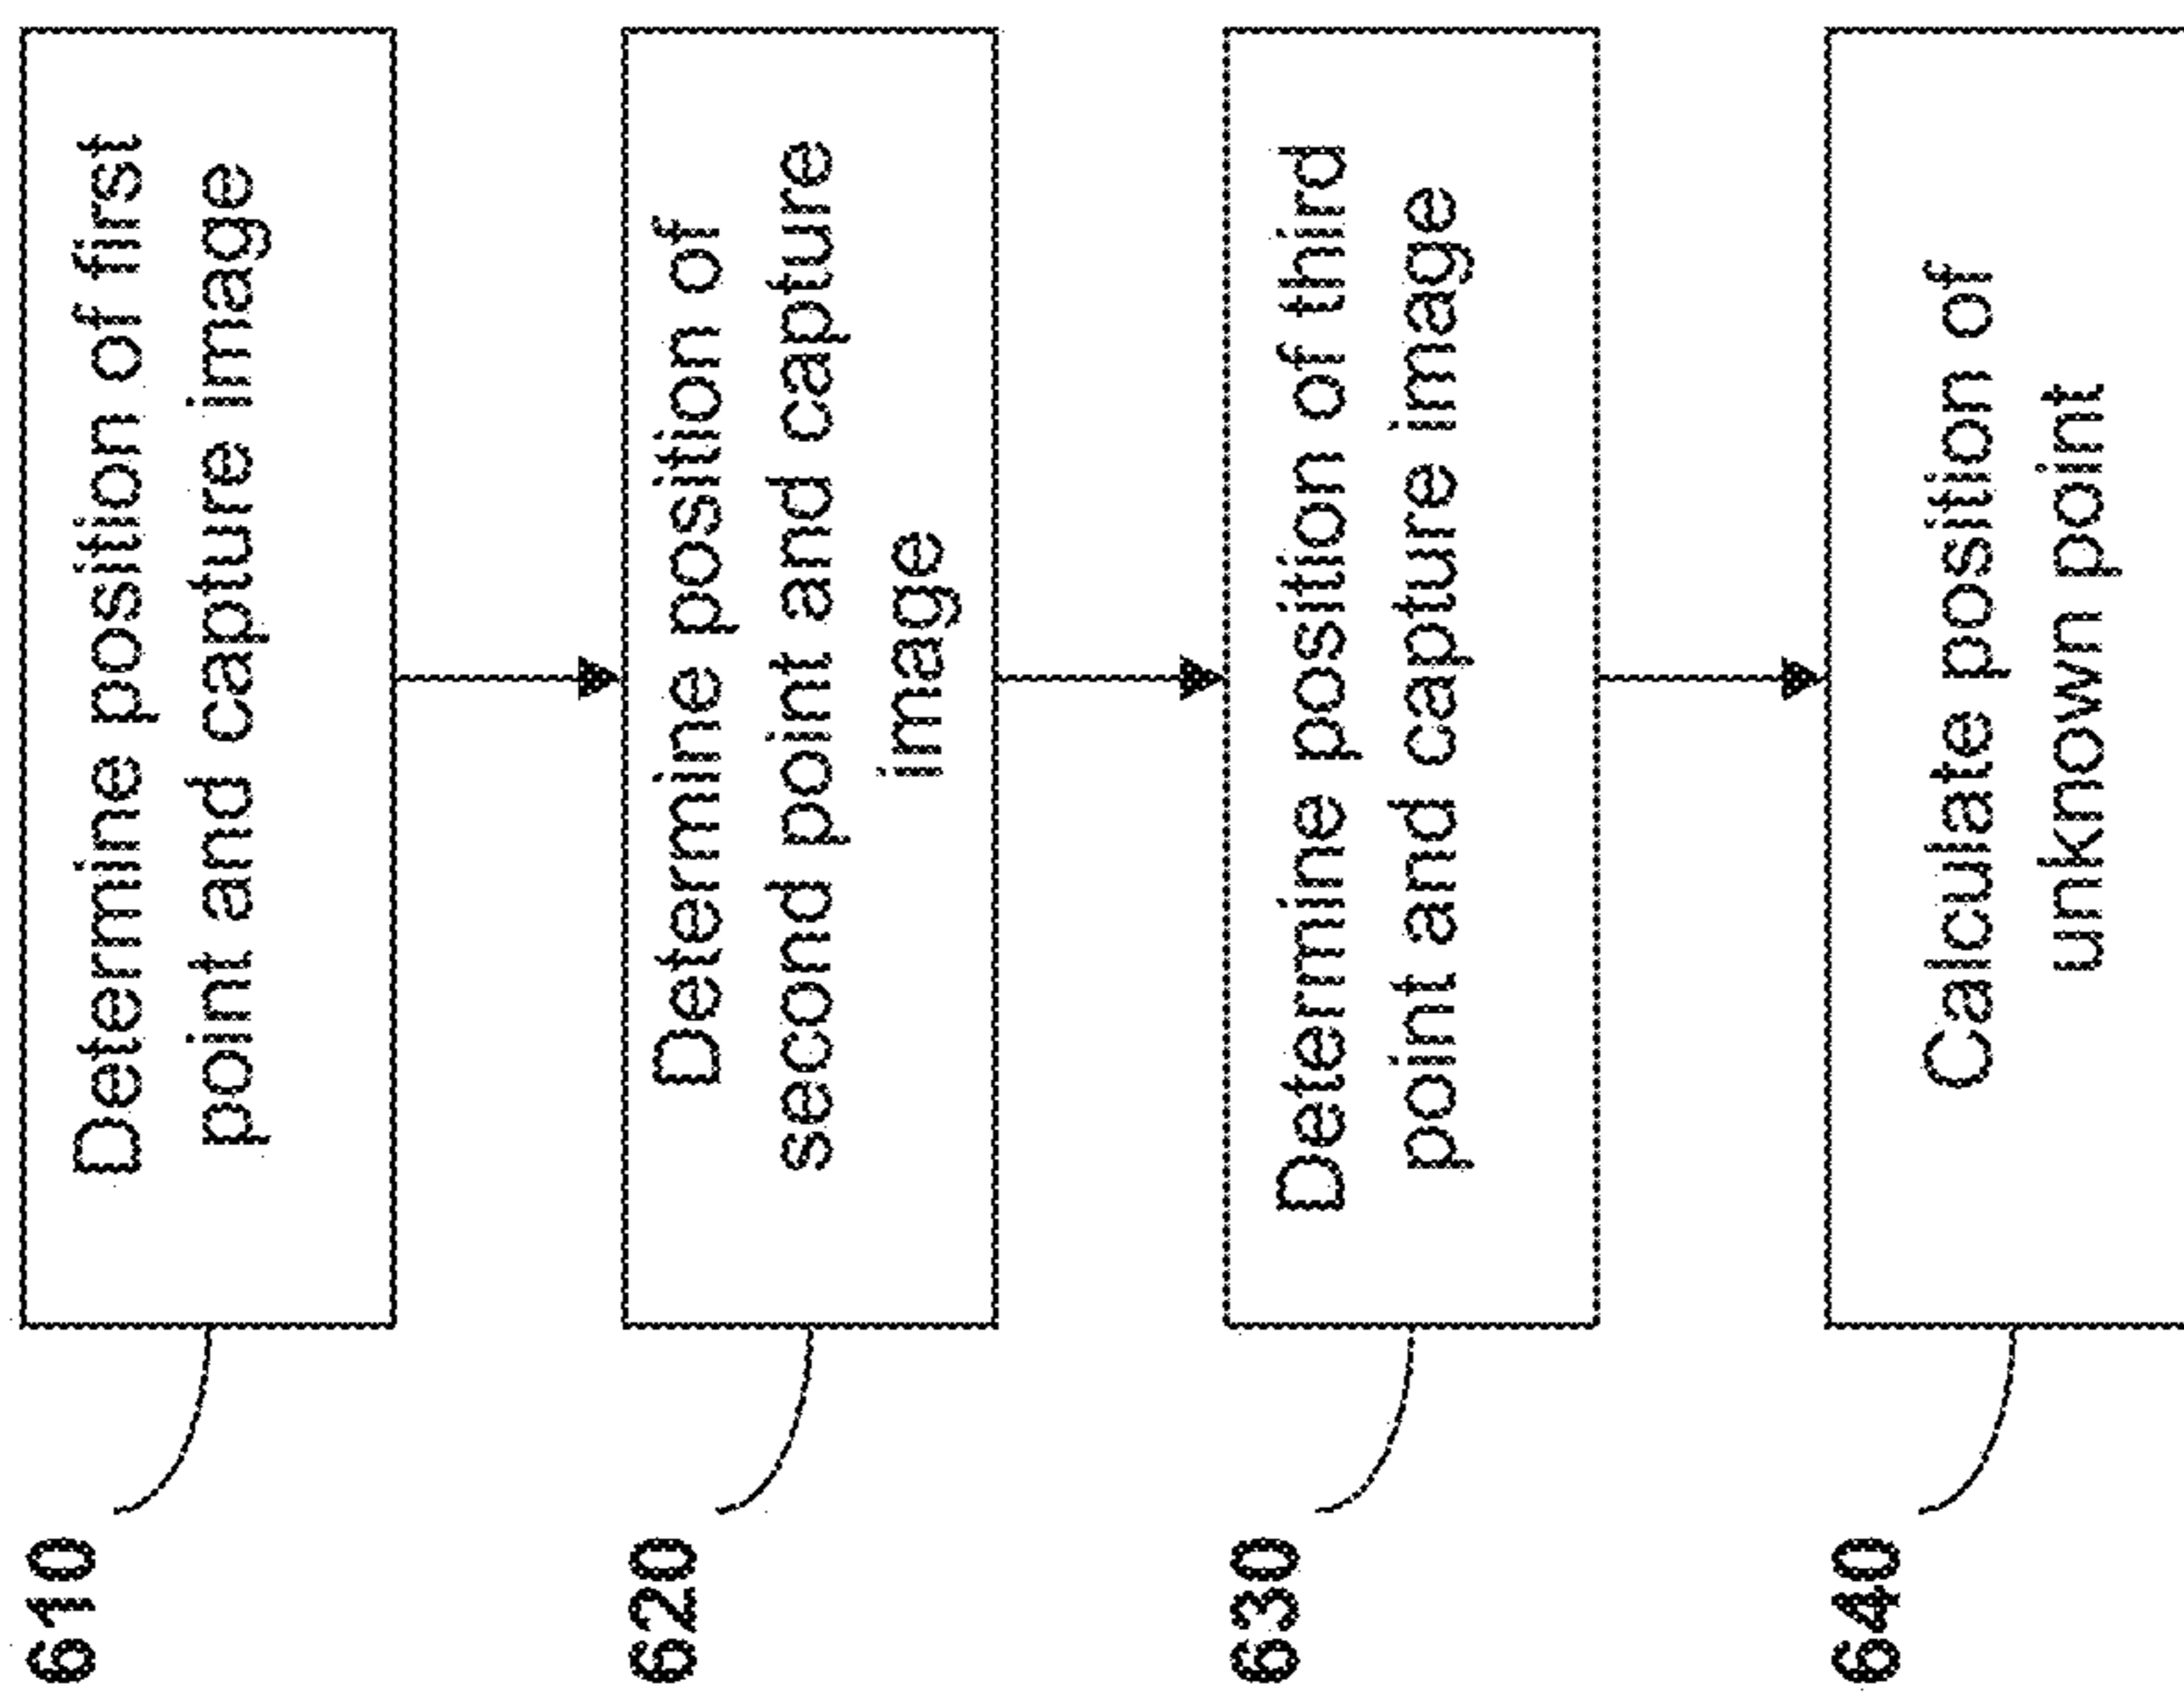 610
Determine position of first
point and capture image
620
Determine position of
second point and capture
image
630
Determine position of third
point and capture image
640
Calculate position of
unknown point